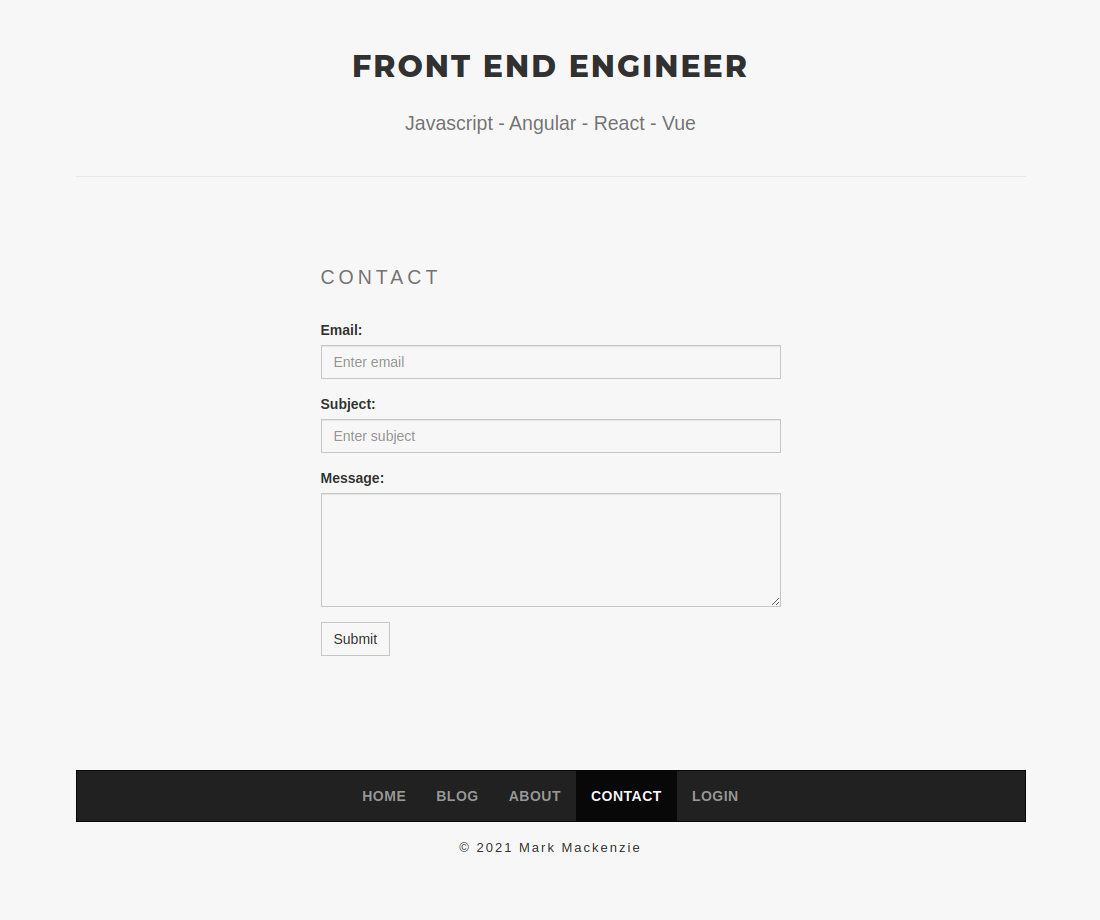 FRONT END ENGINEER
Javascript - Angular - React - Vue
CONTACT
Email:
Enter email
Subject:
Enter subject
Message:
Submit
HOME BLOG ABOUT CONTACT LOGIN
© 2021 Mark Mackenzie